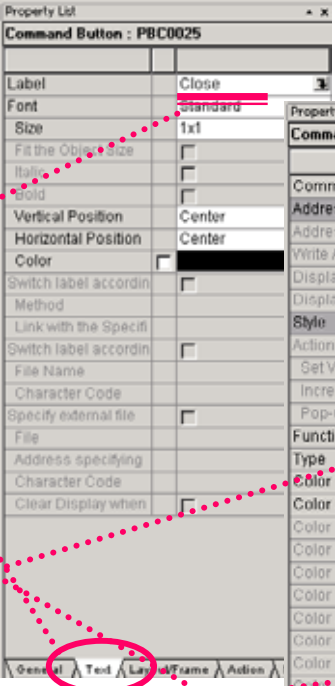 Property List
Command Button : PBC0025
Label Close
Font Standard
Size 1x1
Fit the Object Size
Italic
Bold
Vertical Position Center
Horizontal Position Center
Color
Switch label accordin
Method
Link with the Specifi
Switch label accordin
File Name
Character Code
Specify external file
File
Address specifying
Character Code
Clear Display when
General Text Lay /Frame Action
Propert
Comma
Comm
Addre
Addre
Write A
Displa
Displa
Style
Action
Set V
Incre
Pop-
Functi
Type
Color
Color
Color
Color
Color
Color
Color
Color
Color